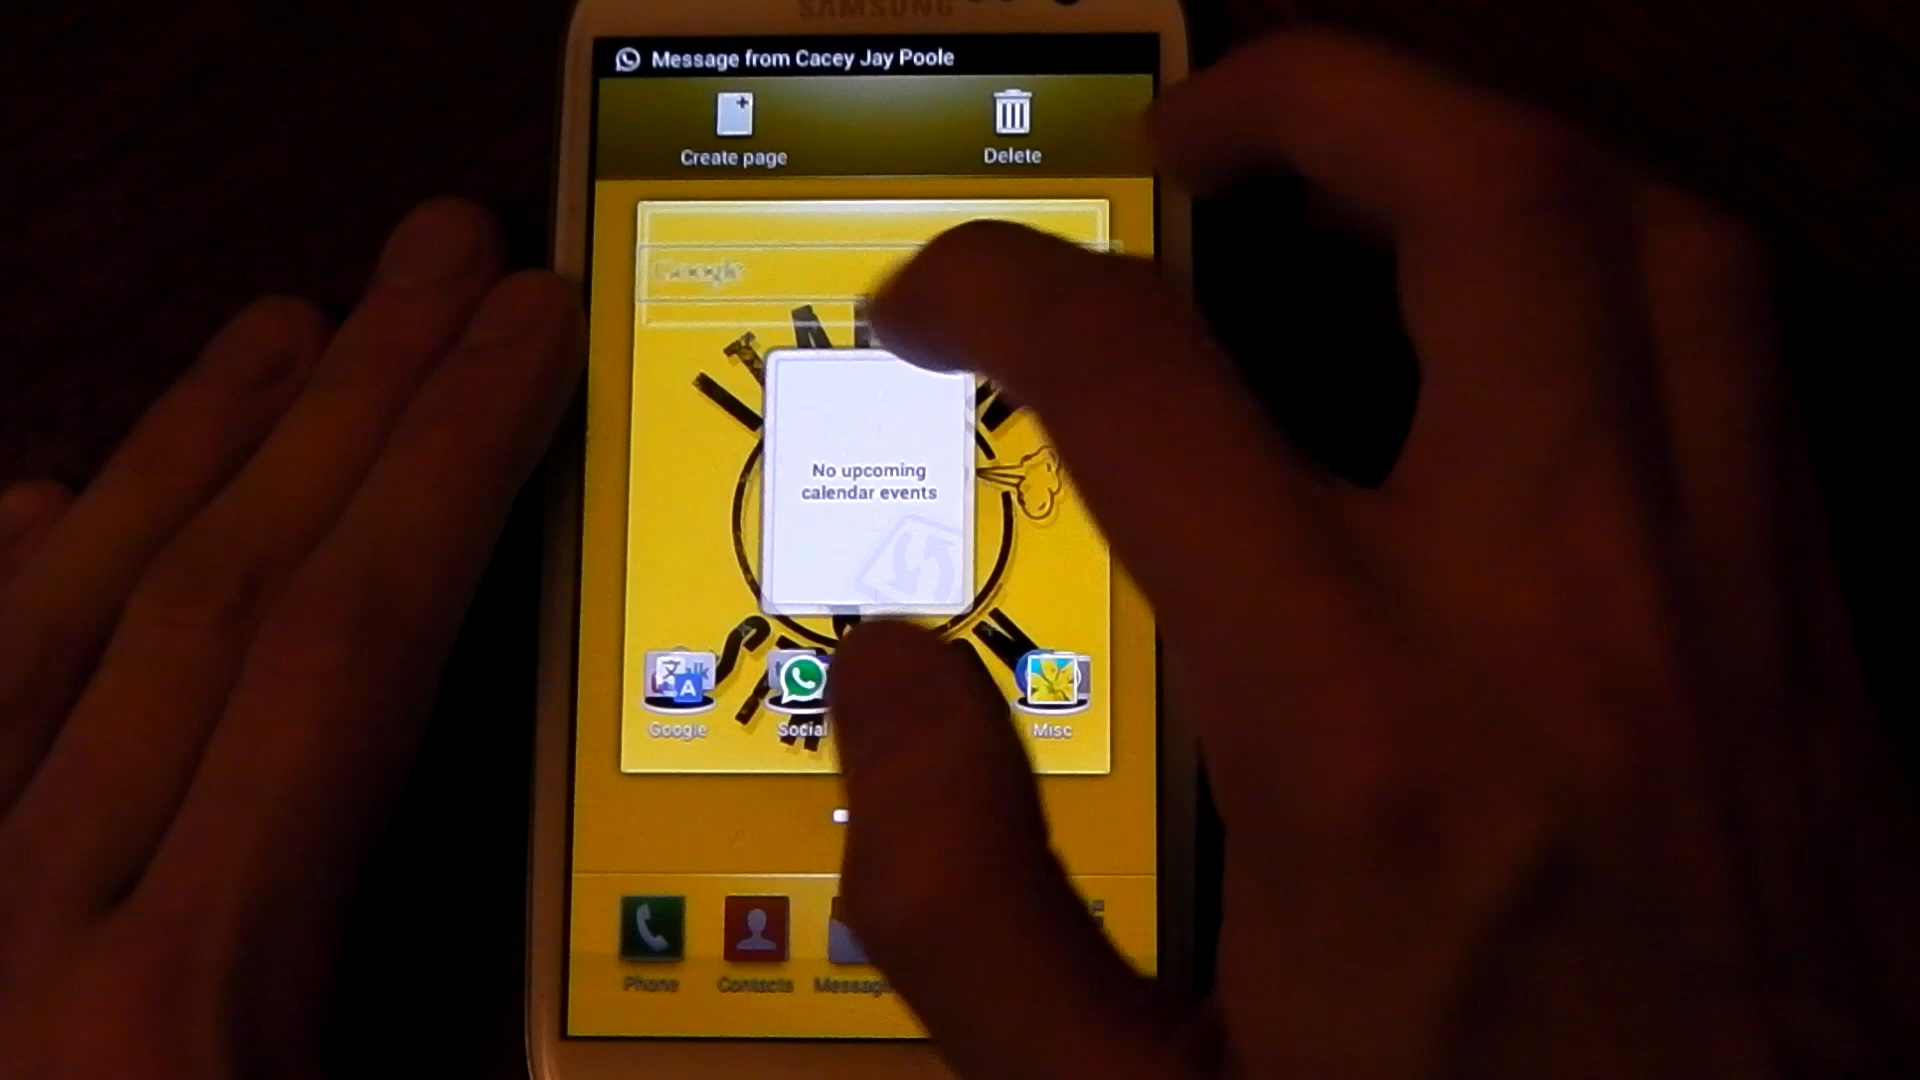 SAMSUNG
Message from Cacey Jay Poole
Create page
Delete
Google
No upcoming
calendar events
Google
Social
Misc
Phone
Contacts